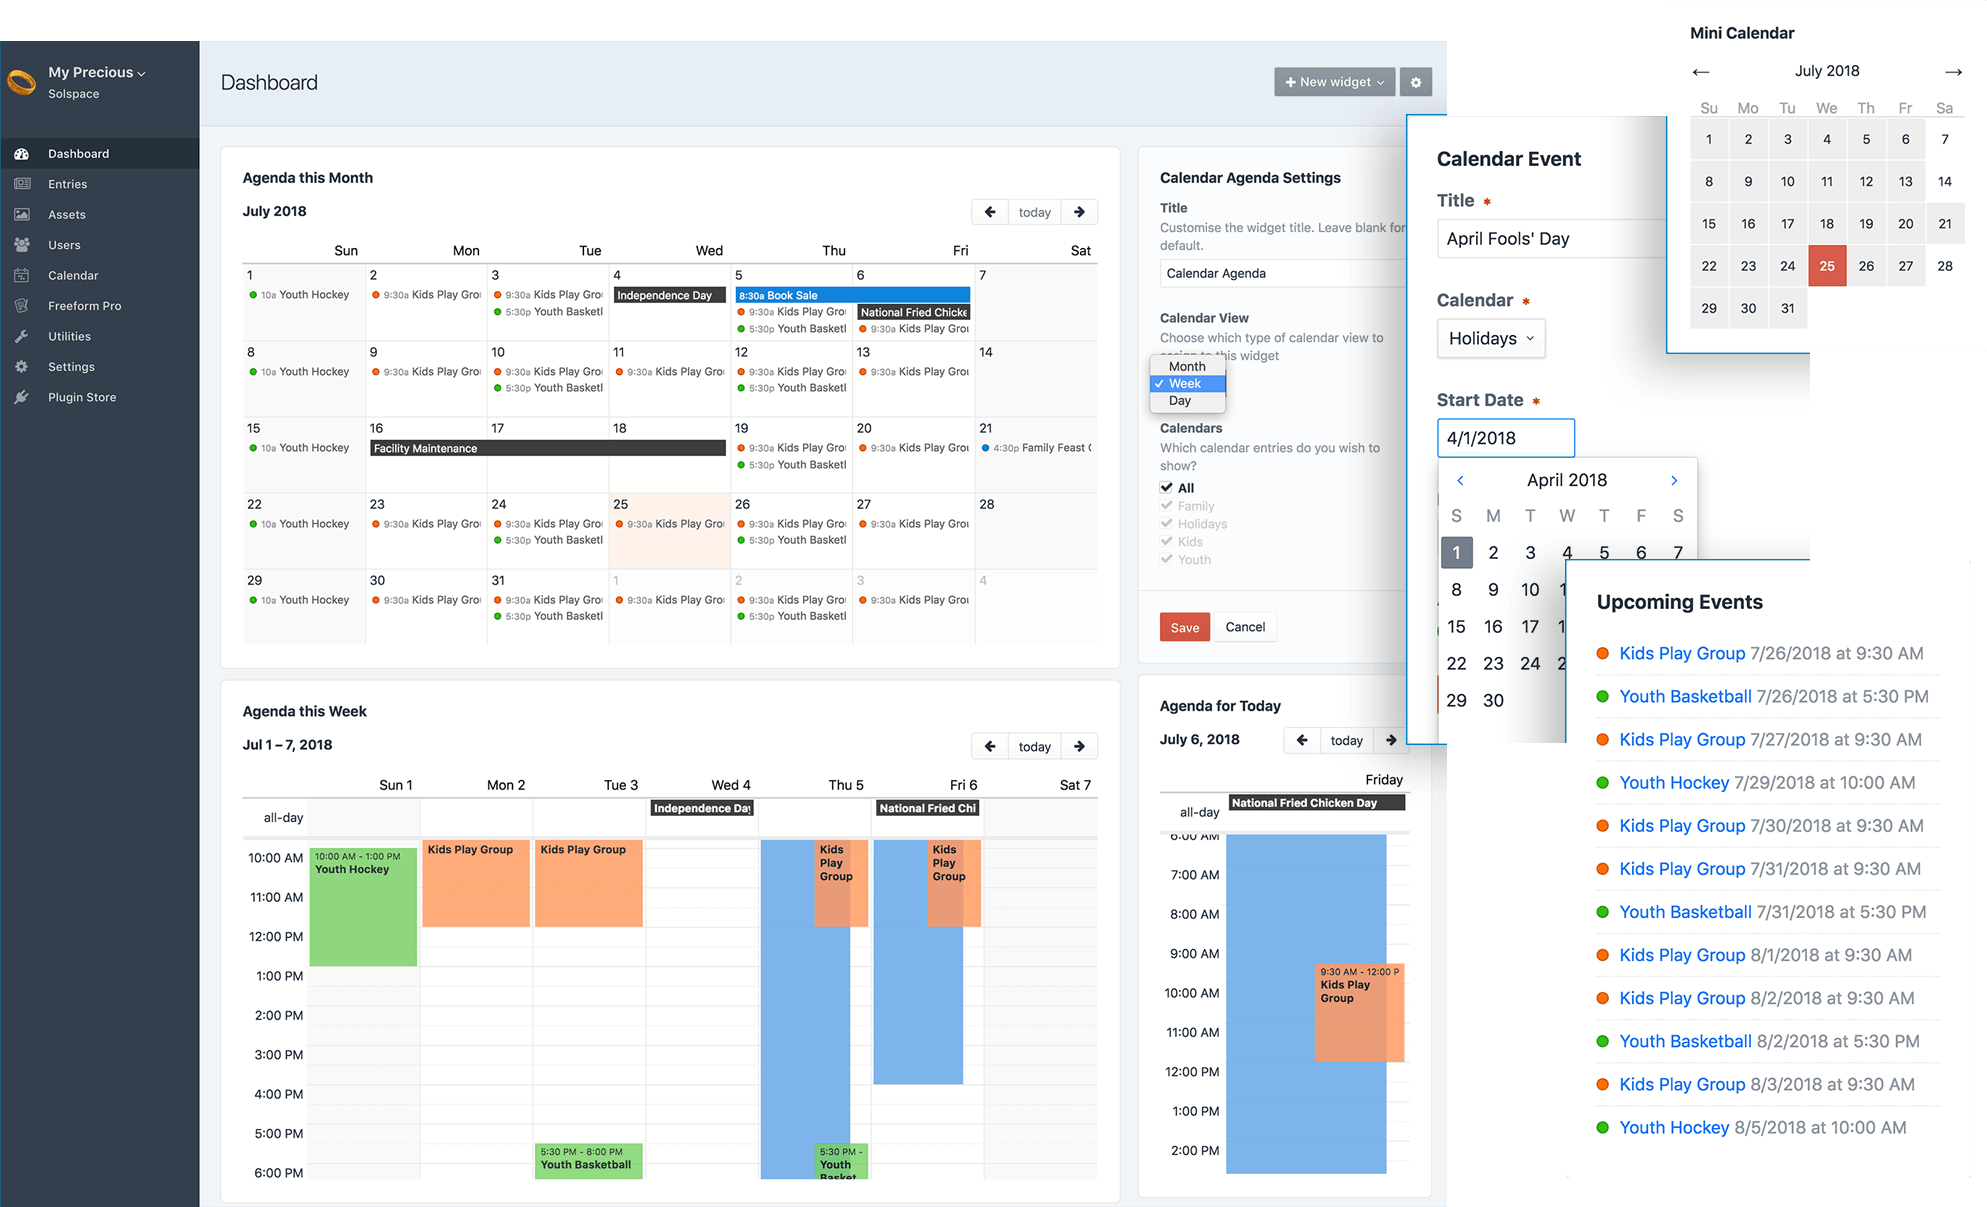 My Precious
Solspace
Dashboard
Entries
Assets
Users
Calendar
Freeform Pro
Utilities
Settings
Plugin Store
Dashboard
+ New widget
Agenda this Month
July 2018
today
Sun Mon Tue Wed Thu Fri Sat
1 2 3 4 5 6 7
10a Youth Hockey
9:30a Kids Play Gro
9:30a Kids Play Gro
5:30p Youth Basketl
Independence Day
8:30a Book Sale
9:30a Kids Play Gro
5:30p Youth Basketl
National Fried Chicke
9:30a Kids Play Grou
8 9 10 11 12 13 14
10a Youth Hockey
9:30a Kids Play Gro
9:30a Kids Play Gro
5:30p Youth Basketl
9:30a Kids Play Gro
9:30a Kids Play Gro
5:30p Youth Basketl
9:30a Kids Play Grou
15 16 17 18 19 20 21
10a Youth Hockey
Facility Maintenance
9:30a Kids Play Gro
5:30p Youth Basketl
9:30a Kids Play Grou
4:30p Family Feast
22 23 24 25 26 27 28
10a Youth Hockey
9:30a Kids Play Gro
9:30a Kids Play Gro
5:30p Youth Basketl
9:30a Kids Play Gro
9:30a Kids Play Gro
5:30p Youth Basketl
9:30a Kids Play Grou
29 30 31 1 2 3 4
10a Youth Hockey
9:30a Kids Play Gro
9:30a Kids Play Gro
5:30p Youth Basketl
9:30a Kids Play Gro
9:30a Kids Play Gro
5:30p Youth Basketl
9:30a Kids Play Grou
Agenda this Week
Jul 1 – 7, 2018
today
Sun 1 Mon 2 Tue 3 Wed 4 Thu 5 Fri 6 Sat 7
all-day
Independence Day
National Fried Chi
10:00 AM
11:00 AM
12:00 PM
1:00 PM
2:00 PM
3:00 PM
4:00 PM
5:00 PM
6:00 PM
10:00 AM - 1:00 PM
Youth Hockey
Kids Play Group
Kids Play Group
5:30 PM - 8:00 PM
Youth Basketball
Kids
Play
Group
5:30 PM -
Youth
Basket
Kids
Play
Group
Calendar Agenda Settings
Title
Customise the widget title. Leave blank for
default.
Calendar Agenda
Calendar View
Choose which type of calendar view to
assign to this widget
Month
✓ Week
Day
Calendars
Which calendar entries do you wish to
show?
All
Family
Holidays
Kids
Youth
Save Cancel
Agenda for Today
July 6, 2018
today
Friday
all-day
National Fried Chicken Day
6:00 AM
7:00 AM
8:00 AM
9:00 AM
10:00 AM
11:00 AM
12:00 PM
1:00 PM
2:00 PM
9:30 AM - 12:00 P
Kids Play
Group
Calendar Event
Title *
April Fools' Day
Calendar *
Holidays
Start Date *
4/1/2018
April 2018
S M T W T F S
1 2 3 4 5 6 7
8 9 10 1
15 16 17 1
22 23 24 2
29 30
Mini Calendar
← July 2018 →
Su Mo Tu We Th Fr Sa
1 2 3 4 5 6 7
8 9 10 11 12 13 14
15 16 17 18 19 20 21
22 23 24 25 26 27 28
29 30 31
Upcoming Events
Kids Play Group 7/26/2018 at 9:30 AM
Youth Basketball 7/26/2018 at 5:30 PM
Kids Play Group 7/27/2018 at 9:30 AM
Youth Hockey 7/29/2018 at 10:00 AM
Kids Play Group 7/30/2018 at 9:30 AM
Kids Play Group 7/31/2018 at 9:30 AM
Youth Basketball 7/31/2018 at 5:30 PM
Kids Play Group 8/1/2018 at 9:30 AM
Kids Play Group 8/2/2018 at 9:30 AM
Youth Basketball 8/2/2018 at 5:30 PM
Kids Play Group 8/3/2018 at 9:30 AM
Youth Hockey 8/5/2018 at 10:00 AM